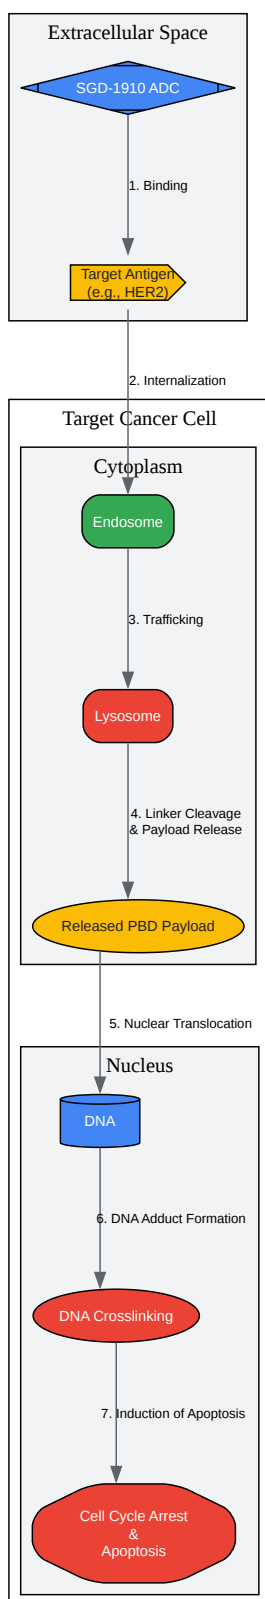 Extracellular Space
SGD-1910 ADC
1. Binding
Target Antigen
(e.g., HER2)
2. Internalization
Target Cancer Cell
Cytoplasm
Endosome
3. Trafficking
Lysosome
4. Linker Cleavage
& Payload Release
Released PBD Payload
5. Nuclear Translocation
Nucleus
DNA
6. DNA Adduct Formation
DNA Crosslinking
7. Induction of Apoptosis
Cell Cycle Arrest
&
Apoptosis